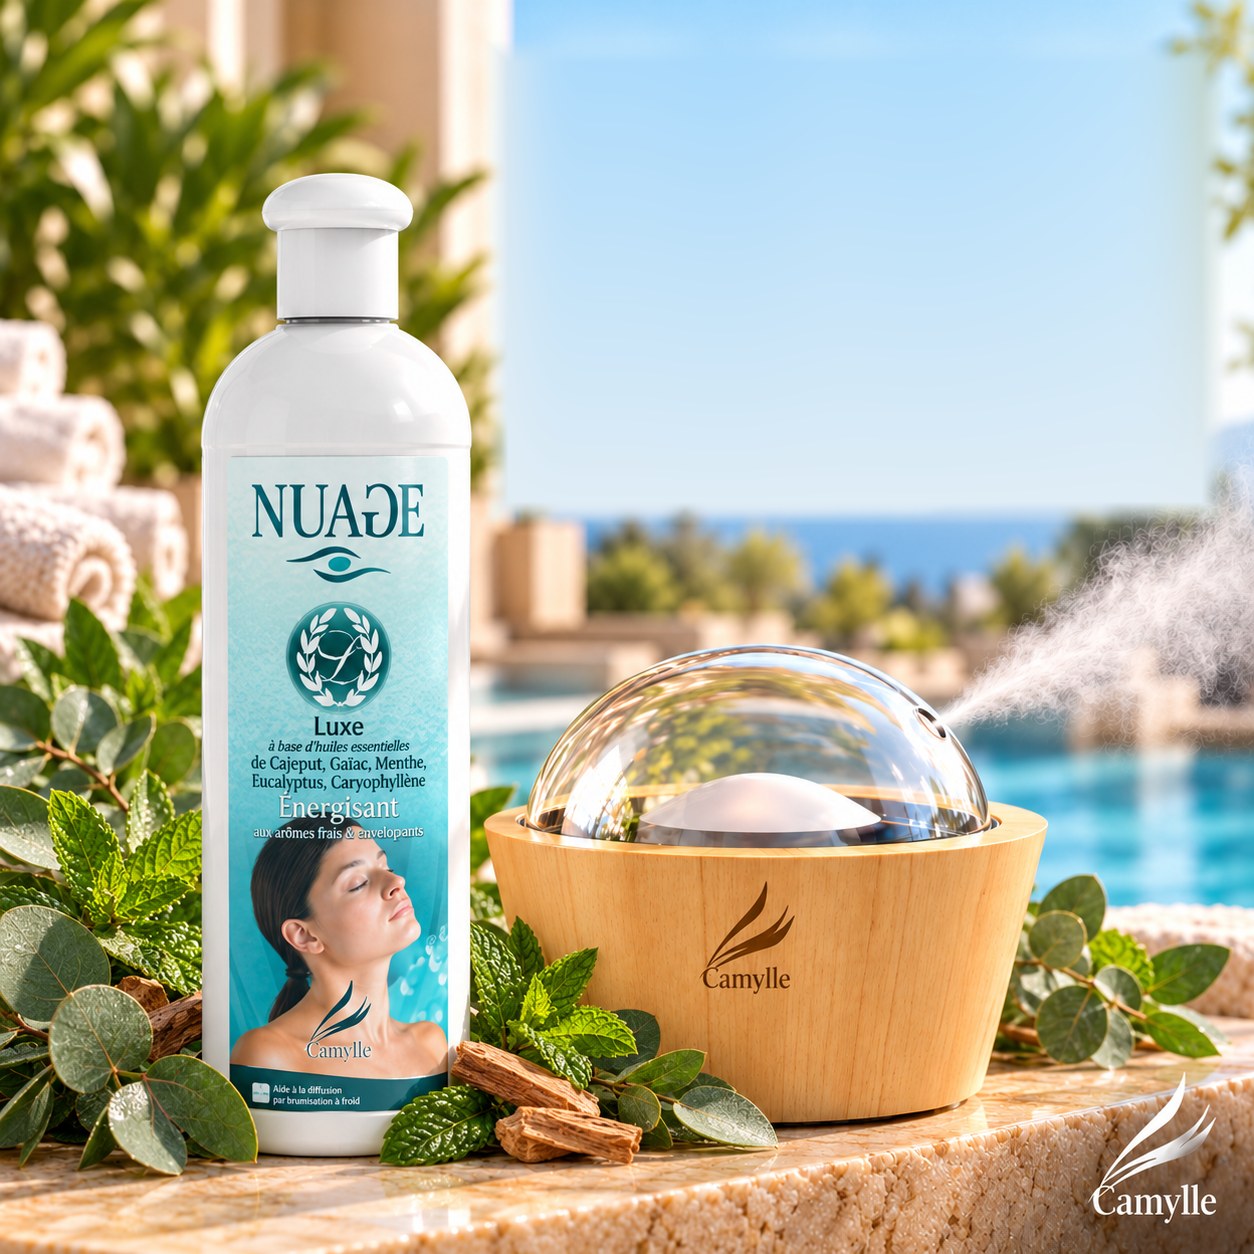 NUAGE
L
Luxe
à base d'huiles essentielles
de Cajeput, Gaïac, Menthe,
Eucalyptus, Caryophyllène
Énergisant
aux arômes frais & envelopants
Camylle
Aide à la diffusion
par brumisation à froid
Camylle
Camylle